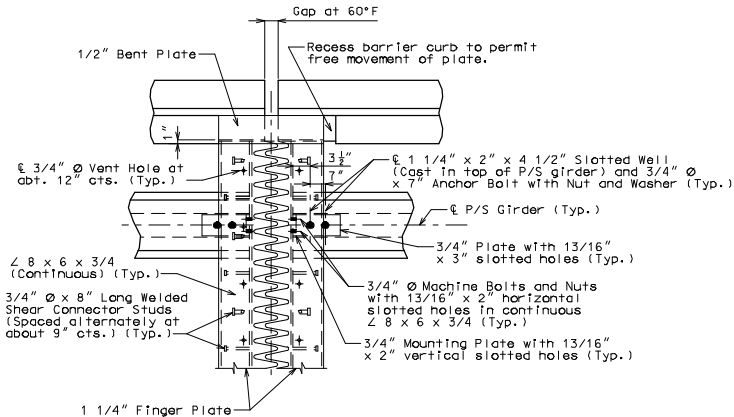 Gap at 60°F
1/2" Bent Plate
Recess barrier curb to permit
free movement of plate.
1"
3 1/2"
7"
℄ 3/4" Ø Vent Hole at
abt. 12" cts. (Typ.)
℄ 1 1/4" x 2" x 4 1/2" Slotted Well
(Cast in top of P/S girder) and 3/4" Ø
x 7" Anchor Bolt with Nut and Washer (Typ.)
℄ P/S Girder (Typ.)
3/4" Plate with 13/16"
x 3" slotted holes (Typ.)
∠ 8 x 6 x 3/4
(Continuous) (Typ.)
3/4" Ø Machine Bolts and Nuts
with 13/16" x 2" horizontal
slotted holes in continuous
∠ 8 x 6 x 3/4 (Typ.)
3/4" Ø x 8" Long Welded
Shear Connector Studs
(Spaced alternately at
about 9" cts.) (Typ.)
3/4" Mounting Plate with 13/16"
x 2" vertical slotted holes (Typ.)
1 1/4" Finger Plate